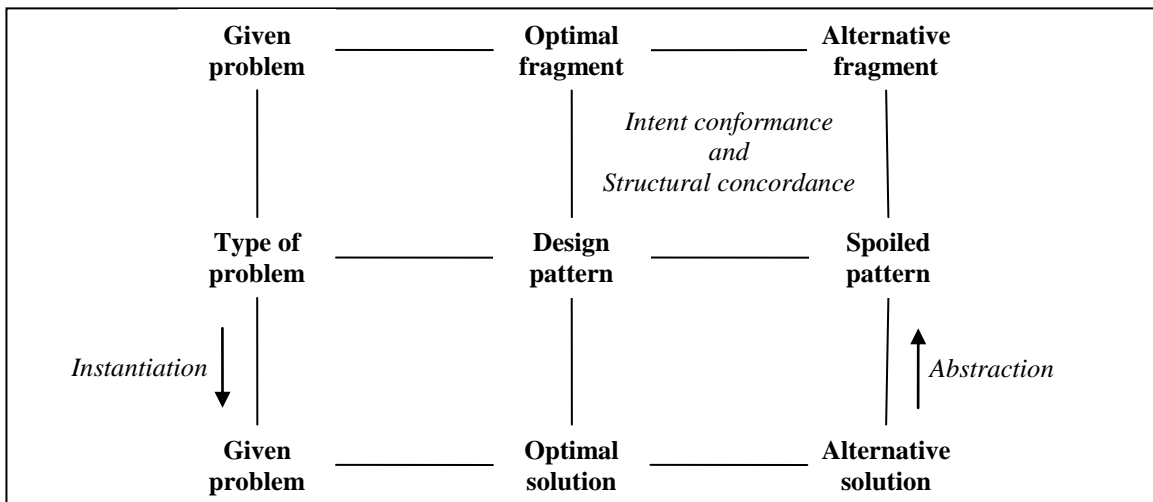 Given
problem
Optimal
fragment
Alternative
fragment
Intent conformance
and
Structural concordance
Type of
problem
Design
pattern
Spoiled
pattern
Instantiation
Abstraction
Given
problem
Optimal
solution
Alternative
solution